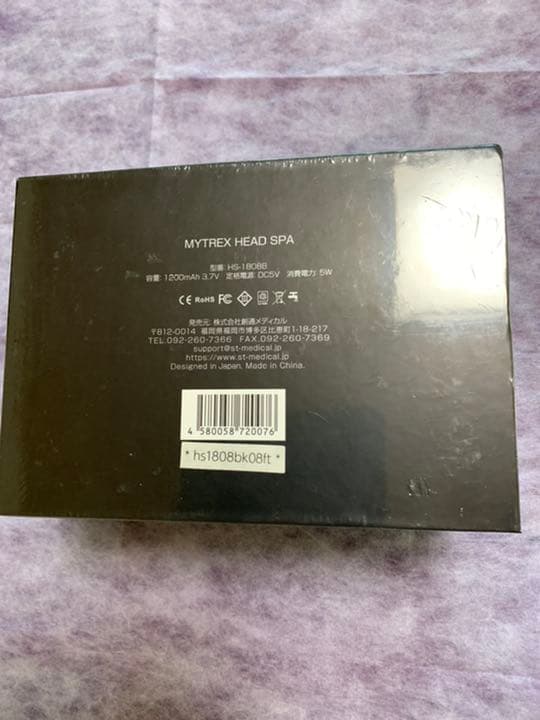 MYTREX HEAD SPA
型番: HS-1808B
容量: 1200mAh 3.7V 定格電源: DC5V 消費電力: 5W
CE RoHS FC
発売元: 株式会社創通メディカル
〒812-0014 福岡県福岡市博多区比恵町1-18-217
TEL.092-260-7366 FAX.092-260-7369
support@st-medical.jp
https://www.st-medical.jp
Designed in Japan. Made in China.
4 580058 720076
* hs1808bk08ft *